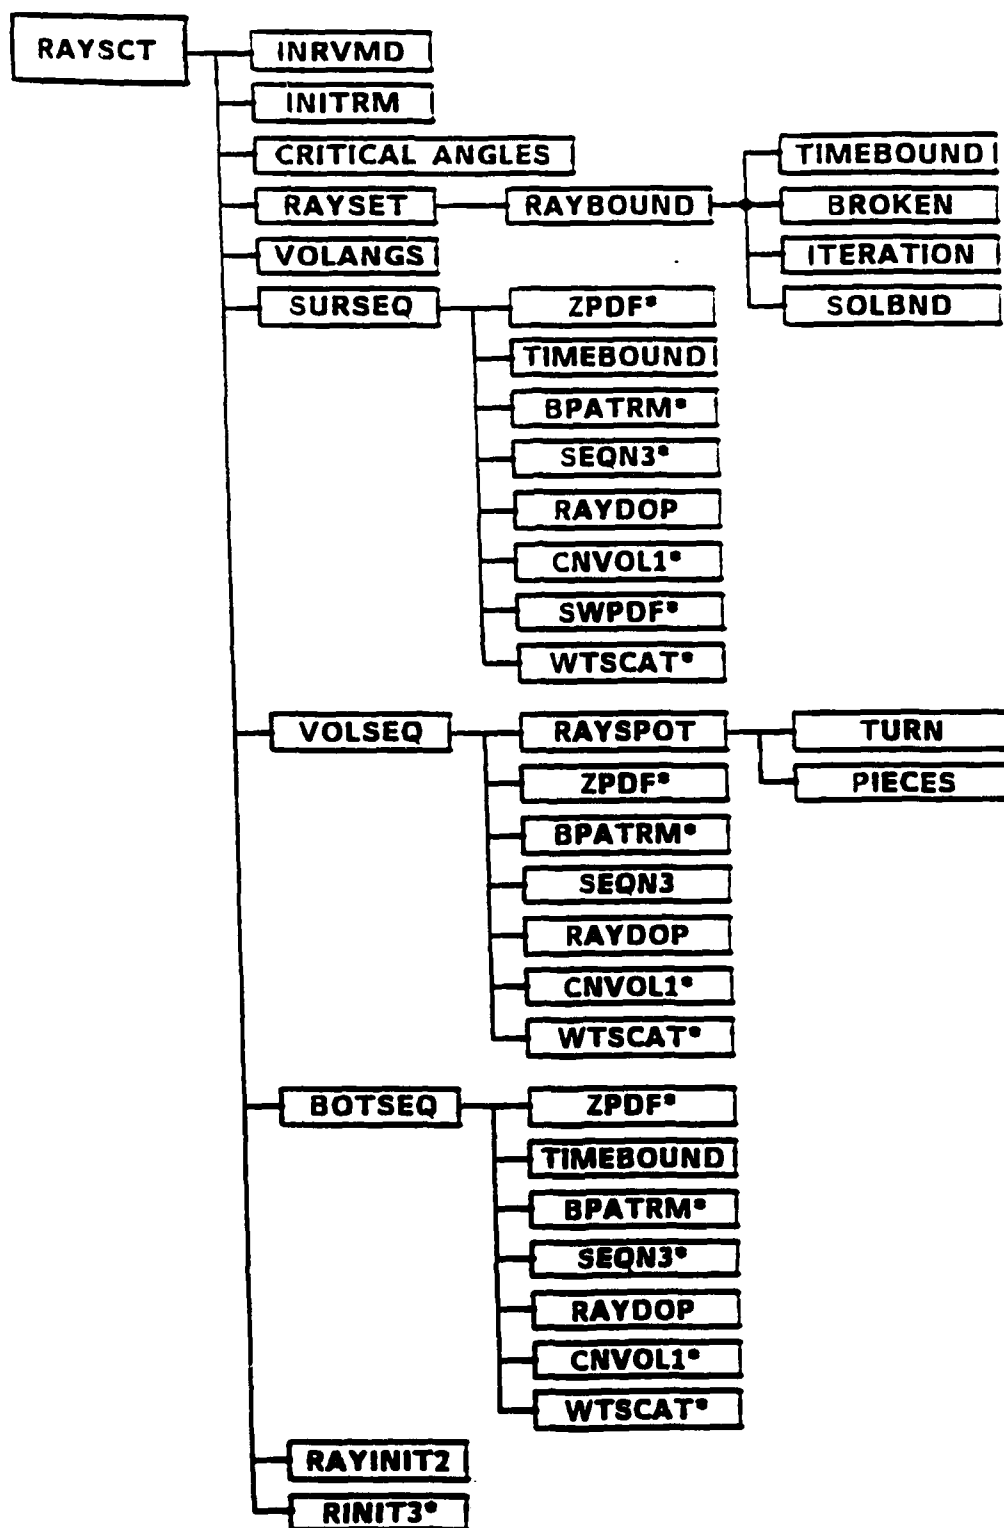 RAYSCT
INRVMD
INITRM
CRITICAL ANGLES
TIMEBOUND
RAYSET
RAYBOUND
BROKEN
VOLANGS
ITERATION
SURSEQ
ZPDF*
SOLBND
TIMEBOUND
BPATRM*
SEQN3*
RAYDOP
CNVOL1*
SWPDF*
WTSCAT*
VOLSEQ
RAYSPOT
TURN
ZPDF*
PIECES
BPATRM*
SEQN3
RAYDOP
CNVOL1*
WTSCAT*
BOTSEQ
ZPDF*
TIMEBOUND
BPATRM*
SEQN3*
RAYDOP
CNVOL1*
WTSCAT*
RAYINIT2
RINIT3*